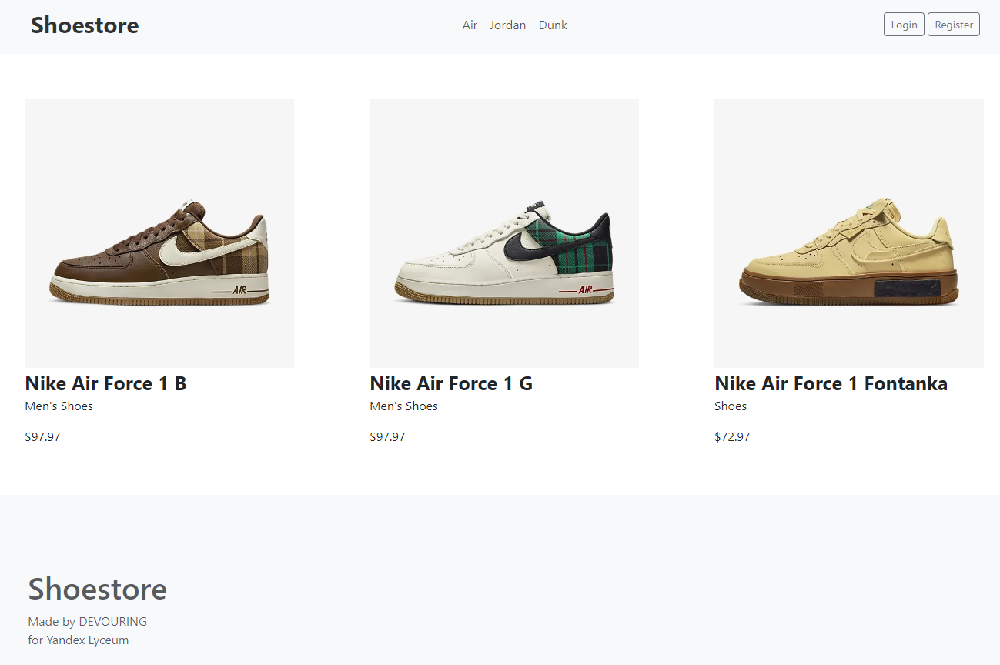 Shoestore
Air Jordan Dunk
Login Register
AIR
AIR
Nike Air Force 1 B
Men's Shoes
$97.97
Nike Air Force 1 G
Men's Shoes
$97.97
Nike Air Force 1 Fontanka
Shoes
$72.97
Shoestore
Made by DEVOURING
for Yandex Lyceum